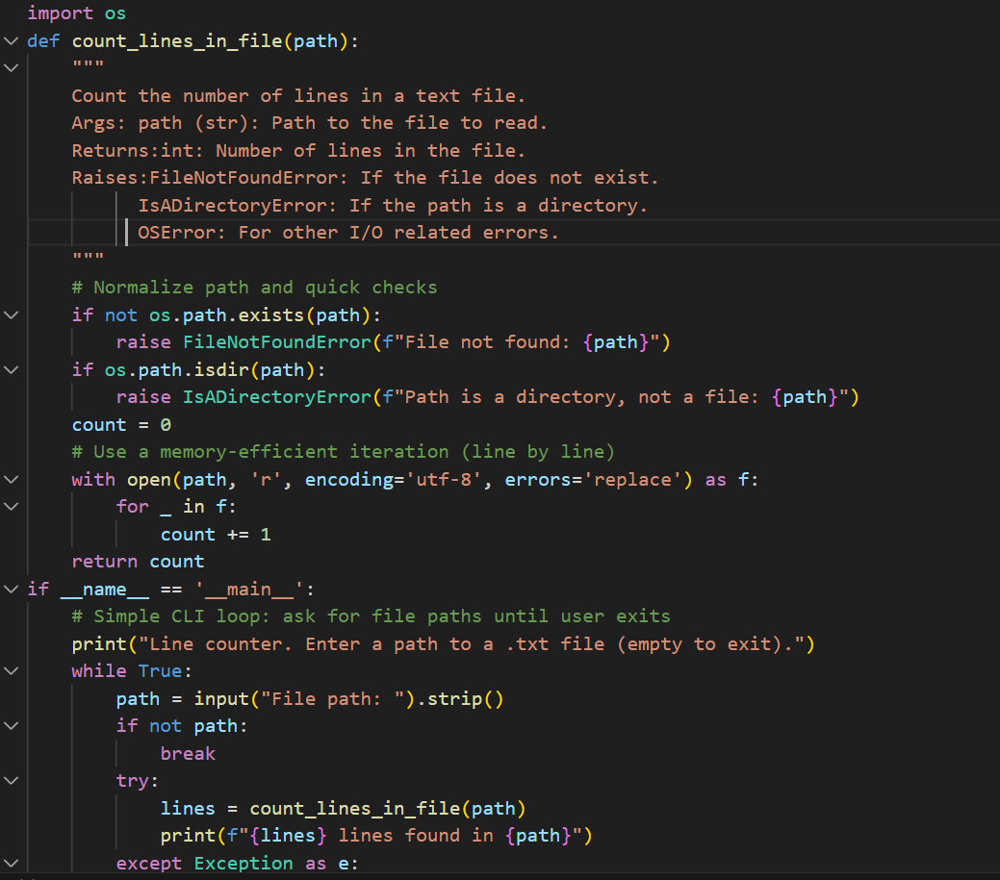 import os
def count_lines_in_file(path):
    """
    Count the number of lines in a text file.
    Args: path (str): Path to the file to read.
    Returns:int: Number of lines in the file.
    Raises:FileNotFoundError: If the file does not exist.
          IsADirectoryError: If the path is a directory.
          OSError: For other I/O related errors.
    """
    # Normalize path and quick checks
    if not os.path.exists(path):
        raise FileNotFoundError(f"File not found: {path}")
    if os.path.isdir(path):
        raise IsADirectoryError(f"Path is a directory, not a file: {path}")
    count = 0
    # Use a memory-efficient iteration (line by line)
    with open(path, 'r', encoding='utf-8', errors='replace') as f:
        for _ in f:
            count += 1
    return count
if __name__ == '__main__':
    # Simple CLI loop: ask for file paths until user exits
    print("Line counter. Enter a path to a .txt file (empty to exit).")
    while True:
        path = input("File path: ").strip()
        if not path:
            break
        try:
            lines = count_lines_in_file(path)
            print(f"{lines} lines found in {path}")
        except Exception as e: